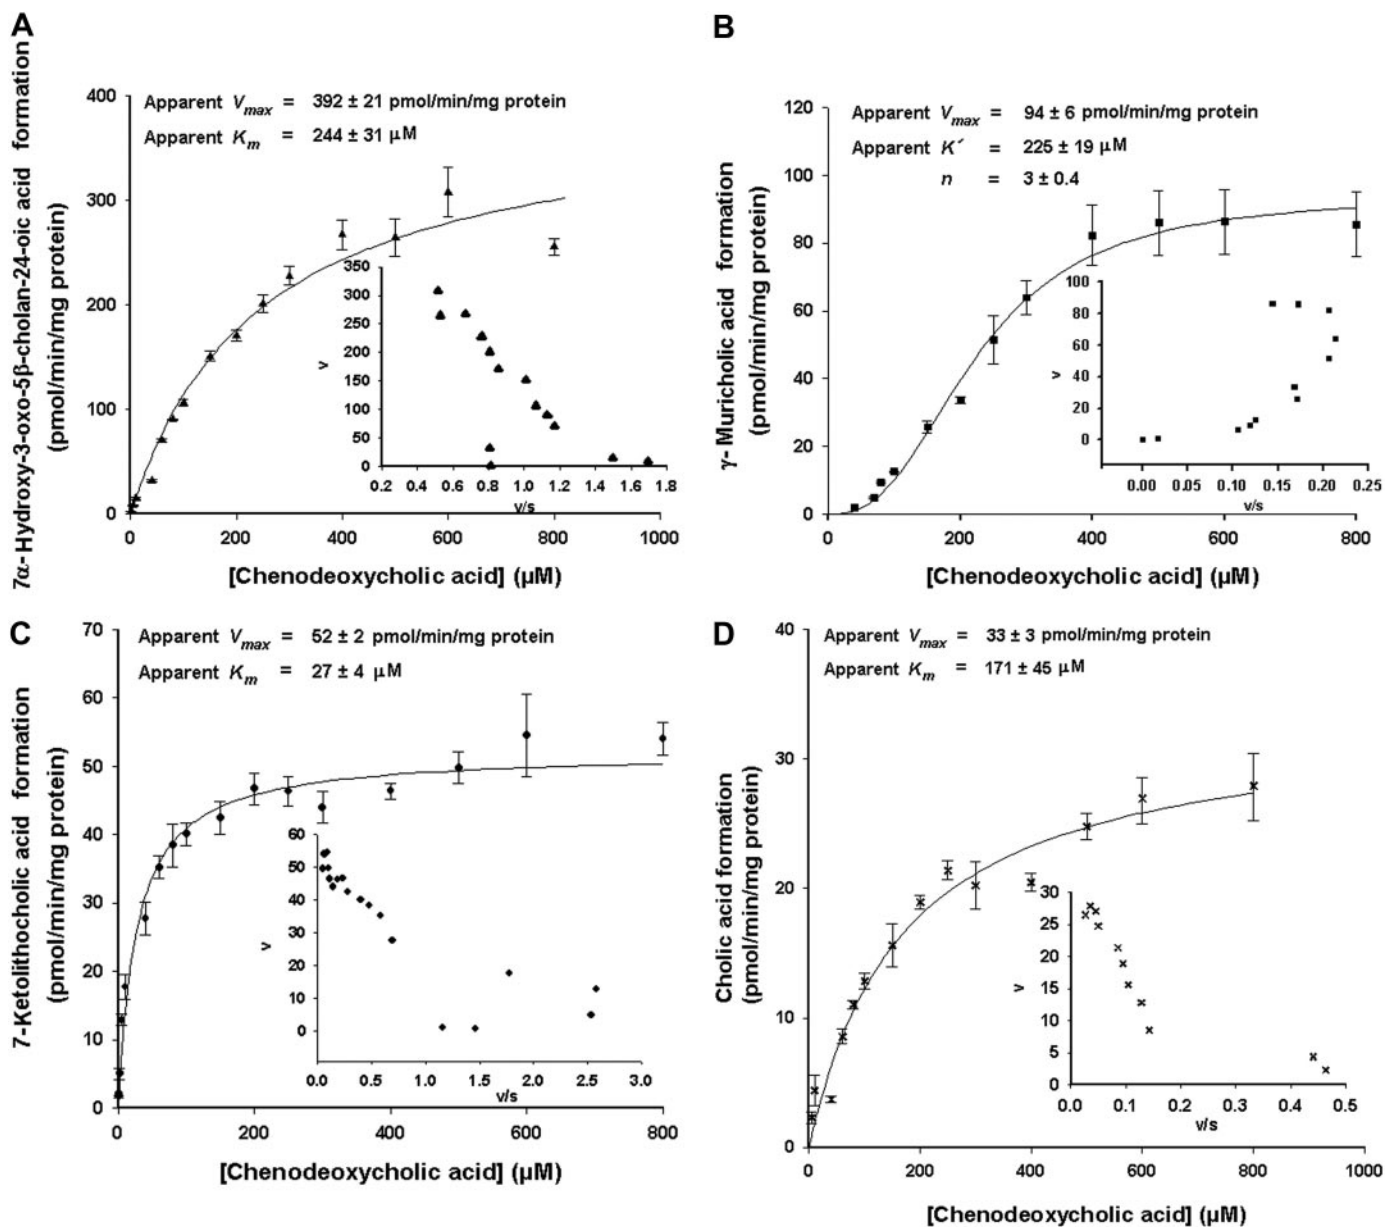 A
7α-Hydroxy-3-oxo-5β-cholan-24-oic acid formation
(pmol/min/mg protein)
Apparent Vmax = 392 ± 21 pmol/min/mg protein
Apparent Km = 244 ± 31 µM
400
300
200
100
0
0 200 400 600 800 1000
[Chenodeoxycholic acid] (µM)
350
300
250
200
150
100
50
0
v
0.2 0.4 0.6 0.8 1.0 1.2 1.4 1.6 1.8
v/s
B
γ-Muricholic acid formation
(pmol/min/mg protein)
Apparent Vmax = 94 ± 6 pmol/min/mg protein
Apparent K´ = 225 ± 19 µM
n = 3 ± 0.4
120
100
80
60
40
20
0
0 200 400 600 800
[Chenodeoxycholic acid] (µM)
100
80
60
40
20
0
v
0.00 0.05 0.10 0.15 0.20 0.25
v/s
C
7-Ketolithocholic acid formation
(pmol/min/mg protein)
Apparent Vmax = 52 ± 2 pmol/min/mg protein
Apparent Km = 27 ± 4 µM
70
60
50
40
30
20
10
0
0 200 400 600 800
[Chenodeoxycholic acid] (µM)
60
50
40
30
20
10
0
v
0.0 0.5 1.0 1.5 2.0 2.5 3.0
v/s
D
Cholic acid formation
(pmol/min/mg protein)
Apparent Vmax = 33 ± 3 pmol/min/mg protein
Apparent Km = 171 ± 45 µM
40
30
20
10
0
0 200 400 600 800 1000
[Chenodeoxycholic acid] (µM)
30
25
20
15
10
5
0
v
0.0 0.1 0.2 0.3 0.4 0.5
v/s